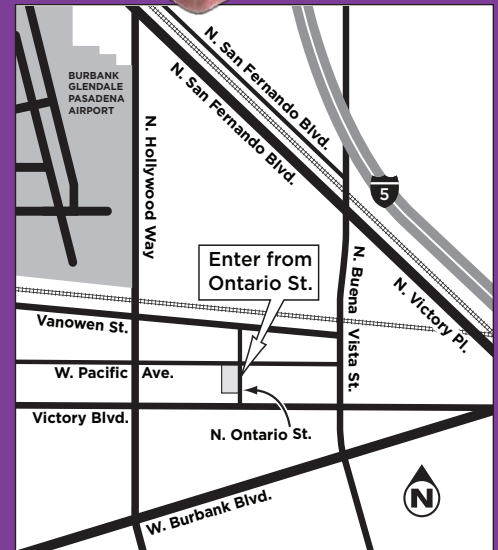 N. San Fernando Blvd.
N. San Fernando Blvd.
BURBANK
GLENDALE
PASADENA
AIRPORT
N. Hollywood Way
5
Enter from
Ontario St.
N. Buena Vista St.
N. Victory Pl.
Vanowen St.
W. Pacific Ave.
Victory Blvd.
N. Ontario St.
W. Burbank Blvd.
N